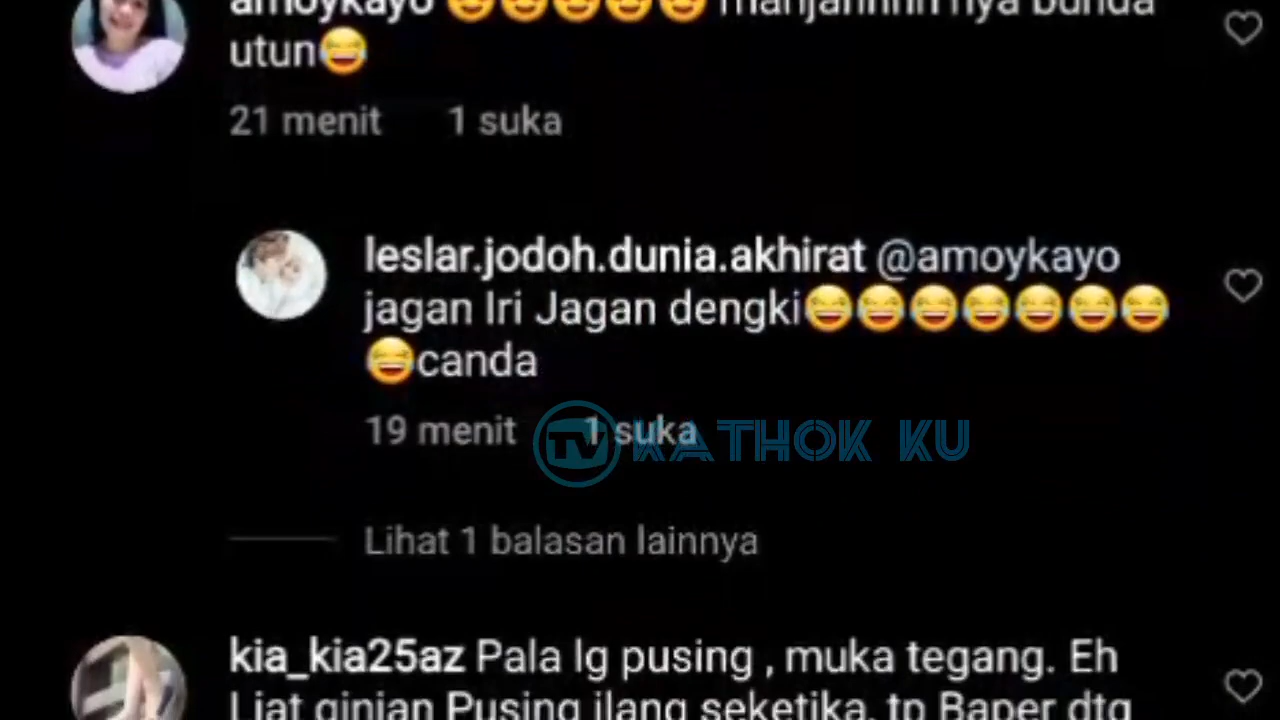 amoykayo 😂😂😂😂😂 manjannnn nya bunda
utun😂
21 menit 1 suka
leslar.jodoh.dunia.akhirat @amoykayo
jagan Iri Jagan dengki😂😂😂😂😂😂😂
😂canda
19 menit 1 suka
TV KATHOK KU
Lihat 1 balasan lainnya
kia_kia25az Pala lg pusing , muka tegang. Eh
Liat ginian Pusing ilang seketika, tp Baper dtg